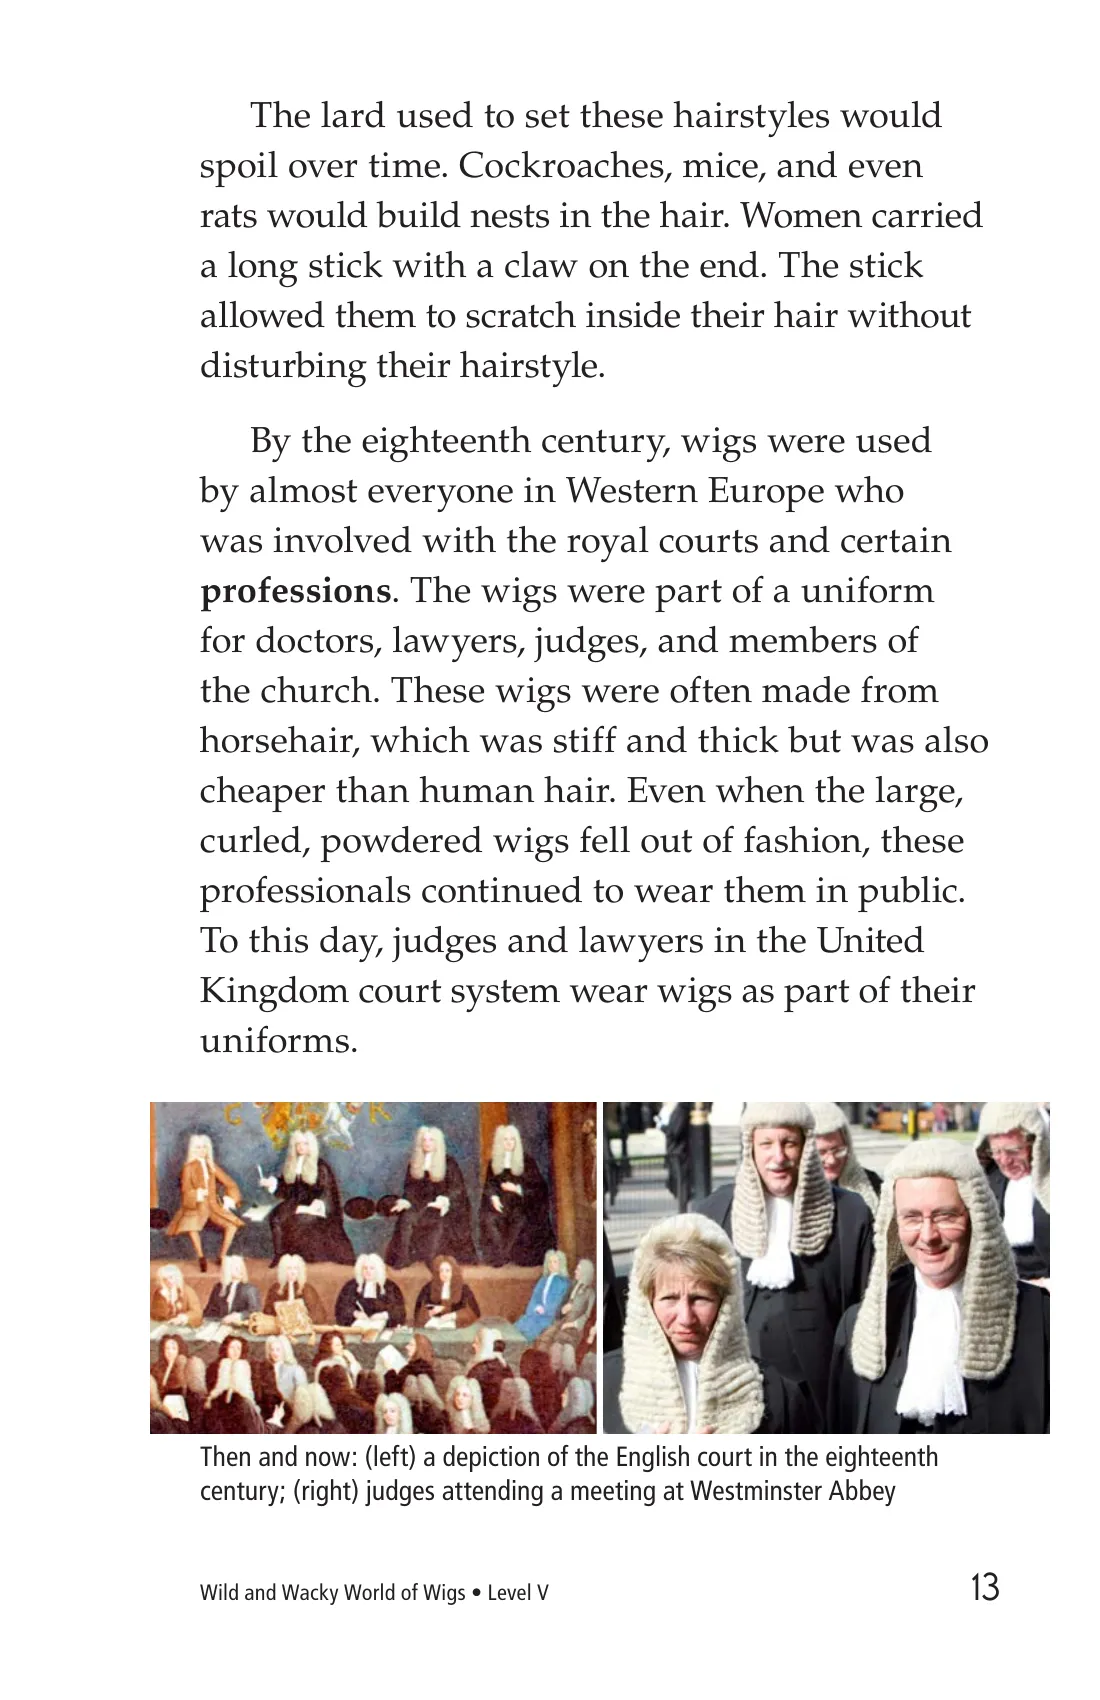 The lard used to set these hairstyles would
spoil over time. Cockroaches, mice, and even
rats would build nests in the hair. Women carried
a long stick with a claw on the end. The stick
allowed them to scratch inside their hair without
disturbing their hairstyle.
By the eighteenth century, wigs were used
by almost everyone in Western Europe who
was involved with the royal courts and certain
professions. The wigs were part of a uniform
for doctors, lawyers, judges, and members of
the church. These wigs were often made from
horsehair, which was stiff and thick but was also
cheaper than human hair. Even when the large,
curled, powdered wigs fell out of fashion, these
professionals continued to wear them in public.
To this day, judges and lawyers in the United
Kingdom court system wear wigs as part of their
uniforms.
Then and now: (left) a depiction of the English court in the eighteenth
century; (right) judges attending a meeting at Westminster Abbey
Wild and Wacky World of Wigs • Level V
13